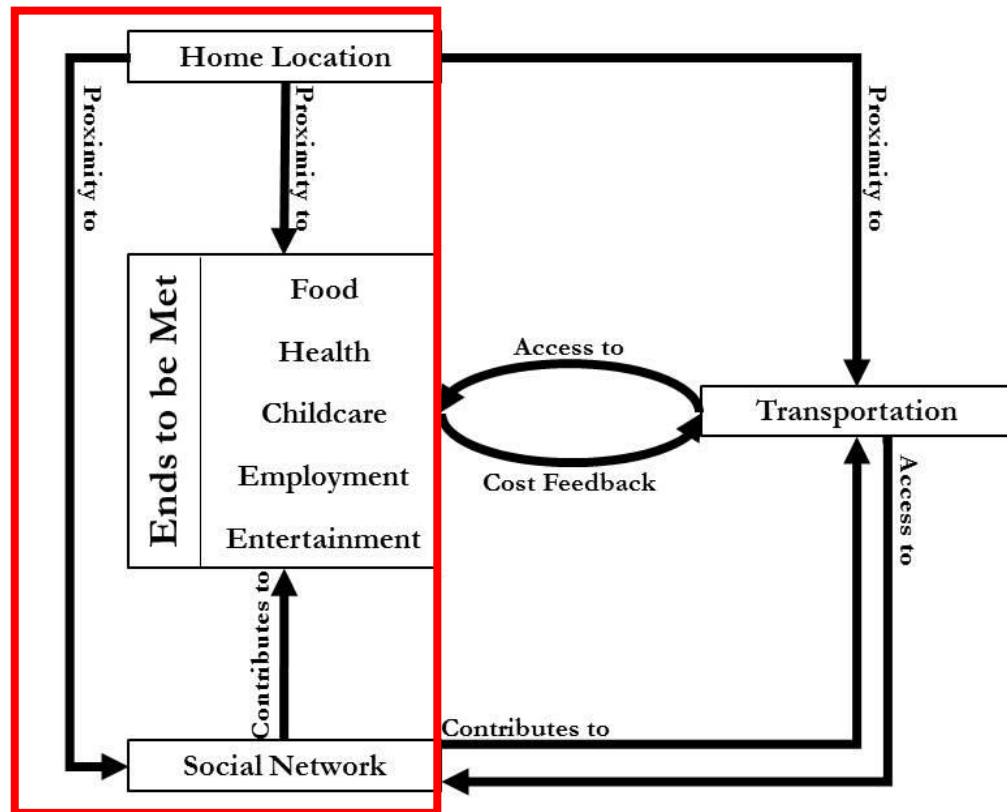 Home Location
Proximity to
Proximity to
Proximity to
Ends to be Met
Food
Health
Childcare
Employment
Entertainment
Access to
Cost Feedback
Transportation
Access to
Contributes to
Contributes to
Social Network